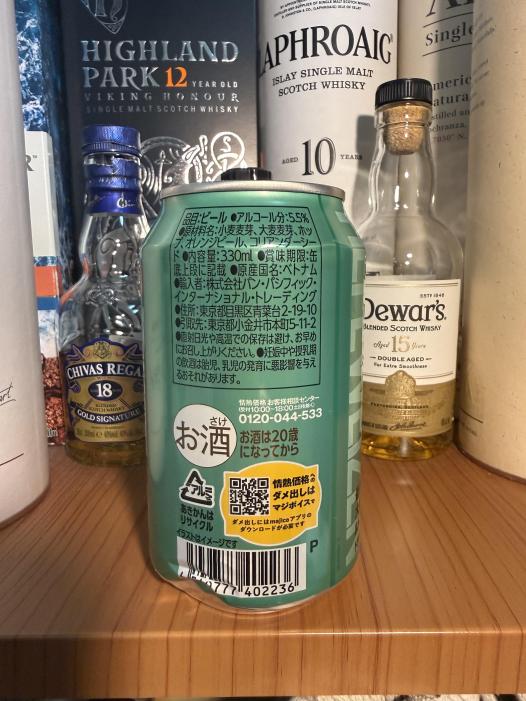 HIGHLAND
PARK 12 YEAR OLD
VIKING HONOUR
SINGLE MALT SCOTCH WHISKY
LAPHROAIG
ISLAY SINGLE MALT
SCOTCH WHISKY
AGED 10 YEARS
Single
CHIVAS REGAL
18
GOLD SIGNATURE
ESTD 1846
Dewar's
BLENDED SCOTCH WHISKY
Aged 15 Years
DOUBLE AGED
For Extra Smoothness
品目:ビール ●アルコール分:5.5%
●原材料名:小麦麦芽、大麦麦芽、ホッ
プ、オレンジピール、コリアンダーシー
ド ●内容量:330ml ●賞味期限:缶
底上段に記載 ●原産国名:ベトナム
●輸入者:株式会社パン・パシフィック・
インターナショナル・トレーディング
●住所:東京都目黒区青葉台2-19-10
●引取先:東京都小金井市本町5-11-2
●直射日光や高温での保存は避け、お早め
にお召し上がりください。●妊娠中や授乳期
の飲酒は胎児、乳児の発育に悪影響を与え
るおそれがあります。
情熱価格 お客様相談センター
0120-044-533
さけ
お酒
お酒は20歳
になってから
アルミ
あきかんは
リサイクル
情熱価格への
ダメ出しは
マジボイスで
ダメ出しにはmajicaアプリの
ダウンロードが必要です
イラストはイメージです
P
0777 402236